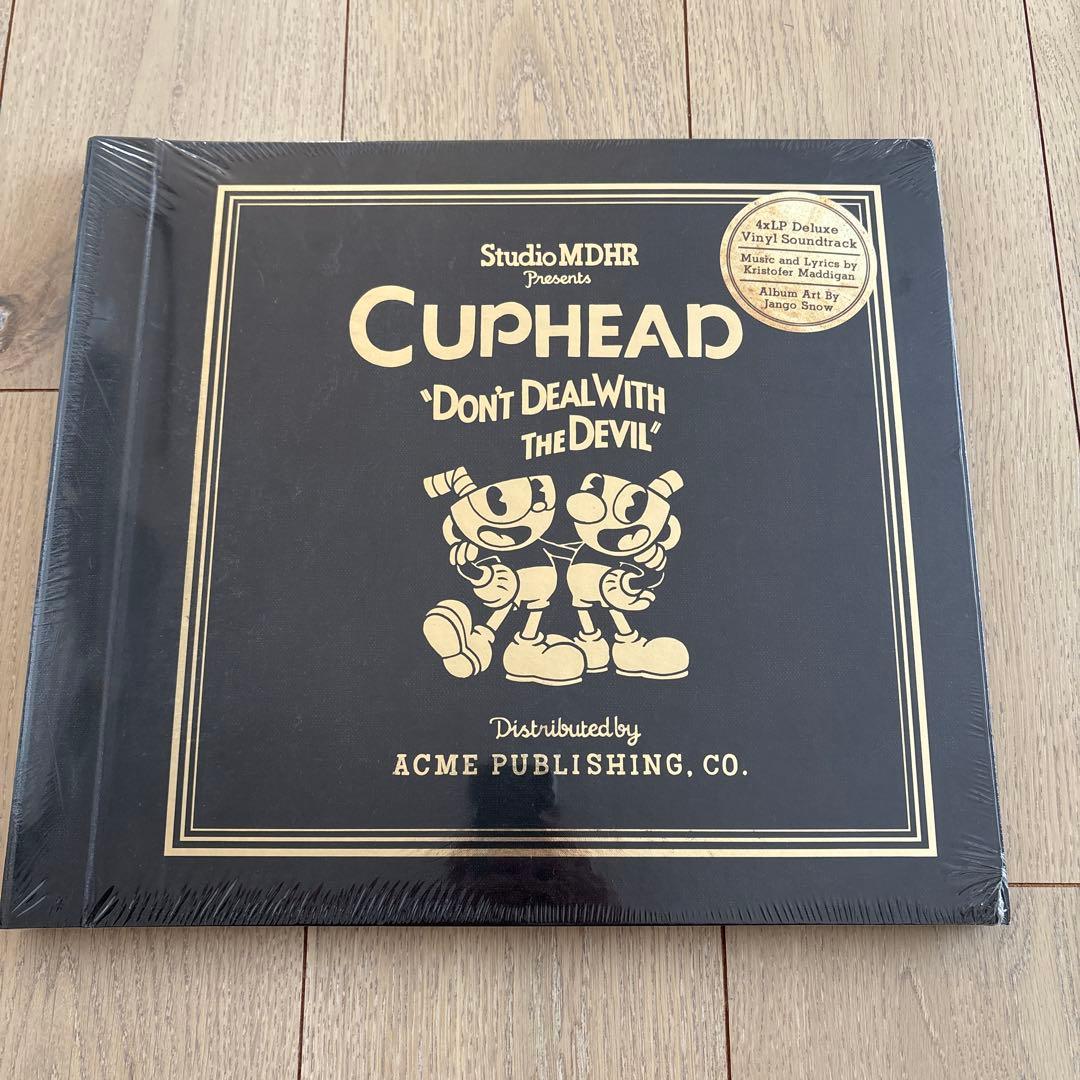 Studio MDHR
Presents
CUPHEAD
"DON'T DEAL WITH
THE DEVIL"
Distributed by
ACME PUBLISHING, CO.
4xLP Deluxe
Vinyl Soundtrack
Music and Lyrics by
Kristofer Maddigan
Album Art By
Jango Snow